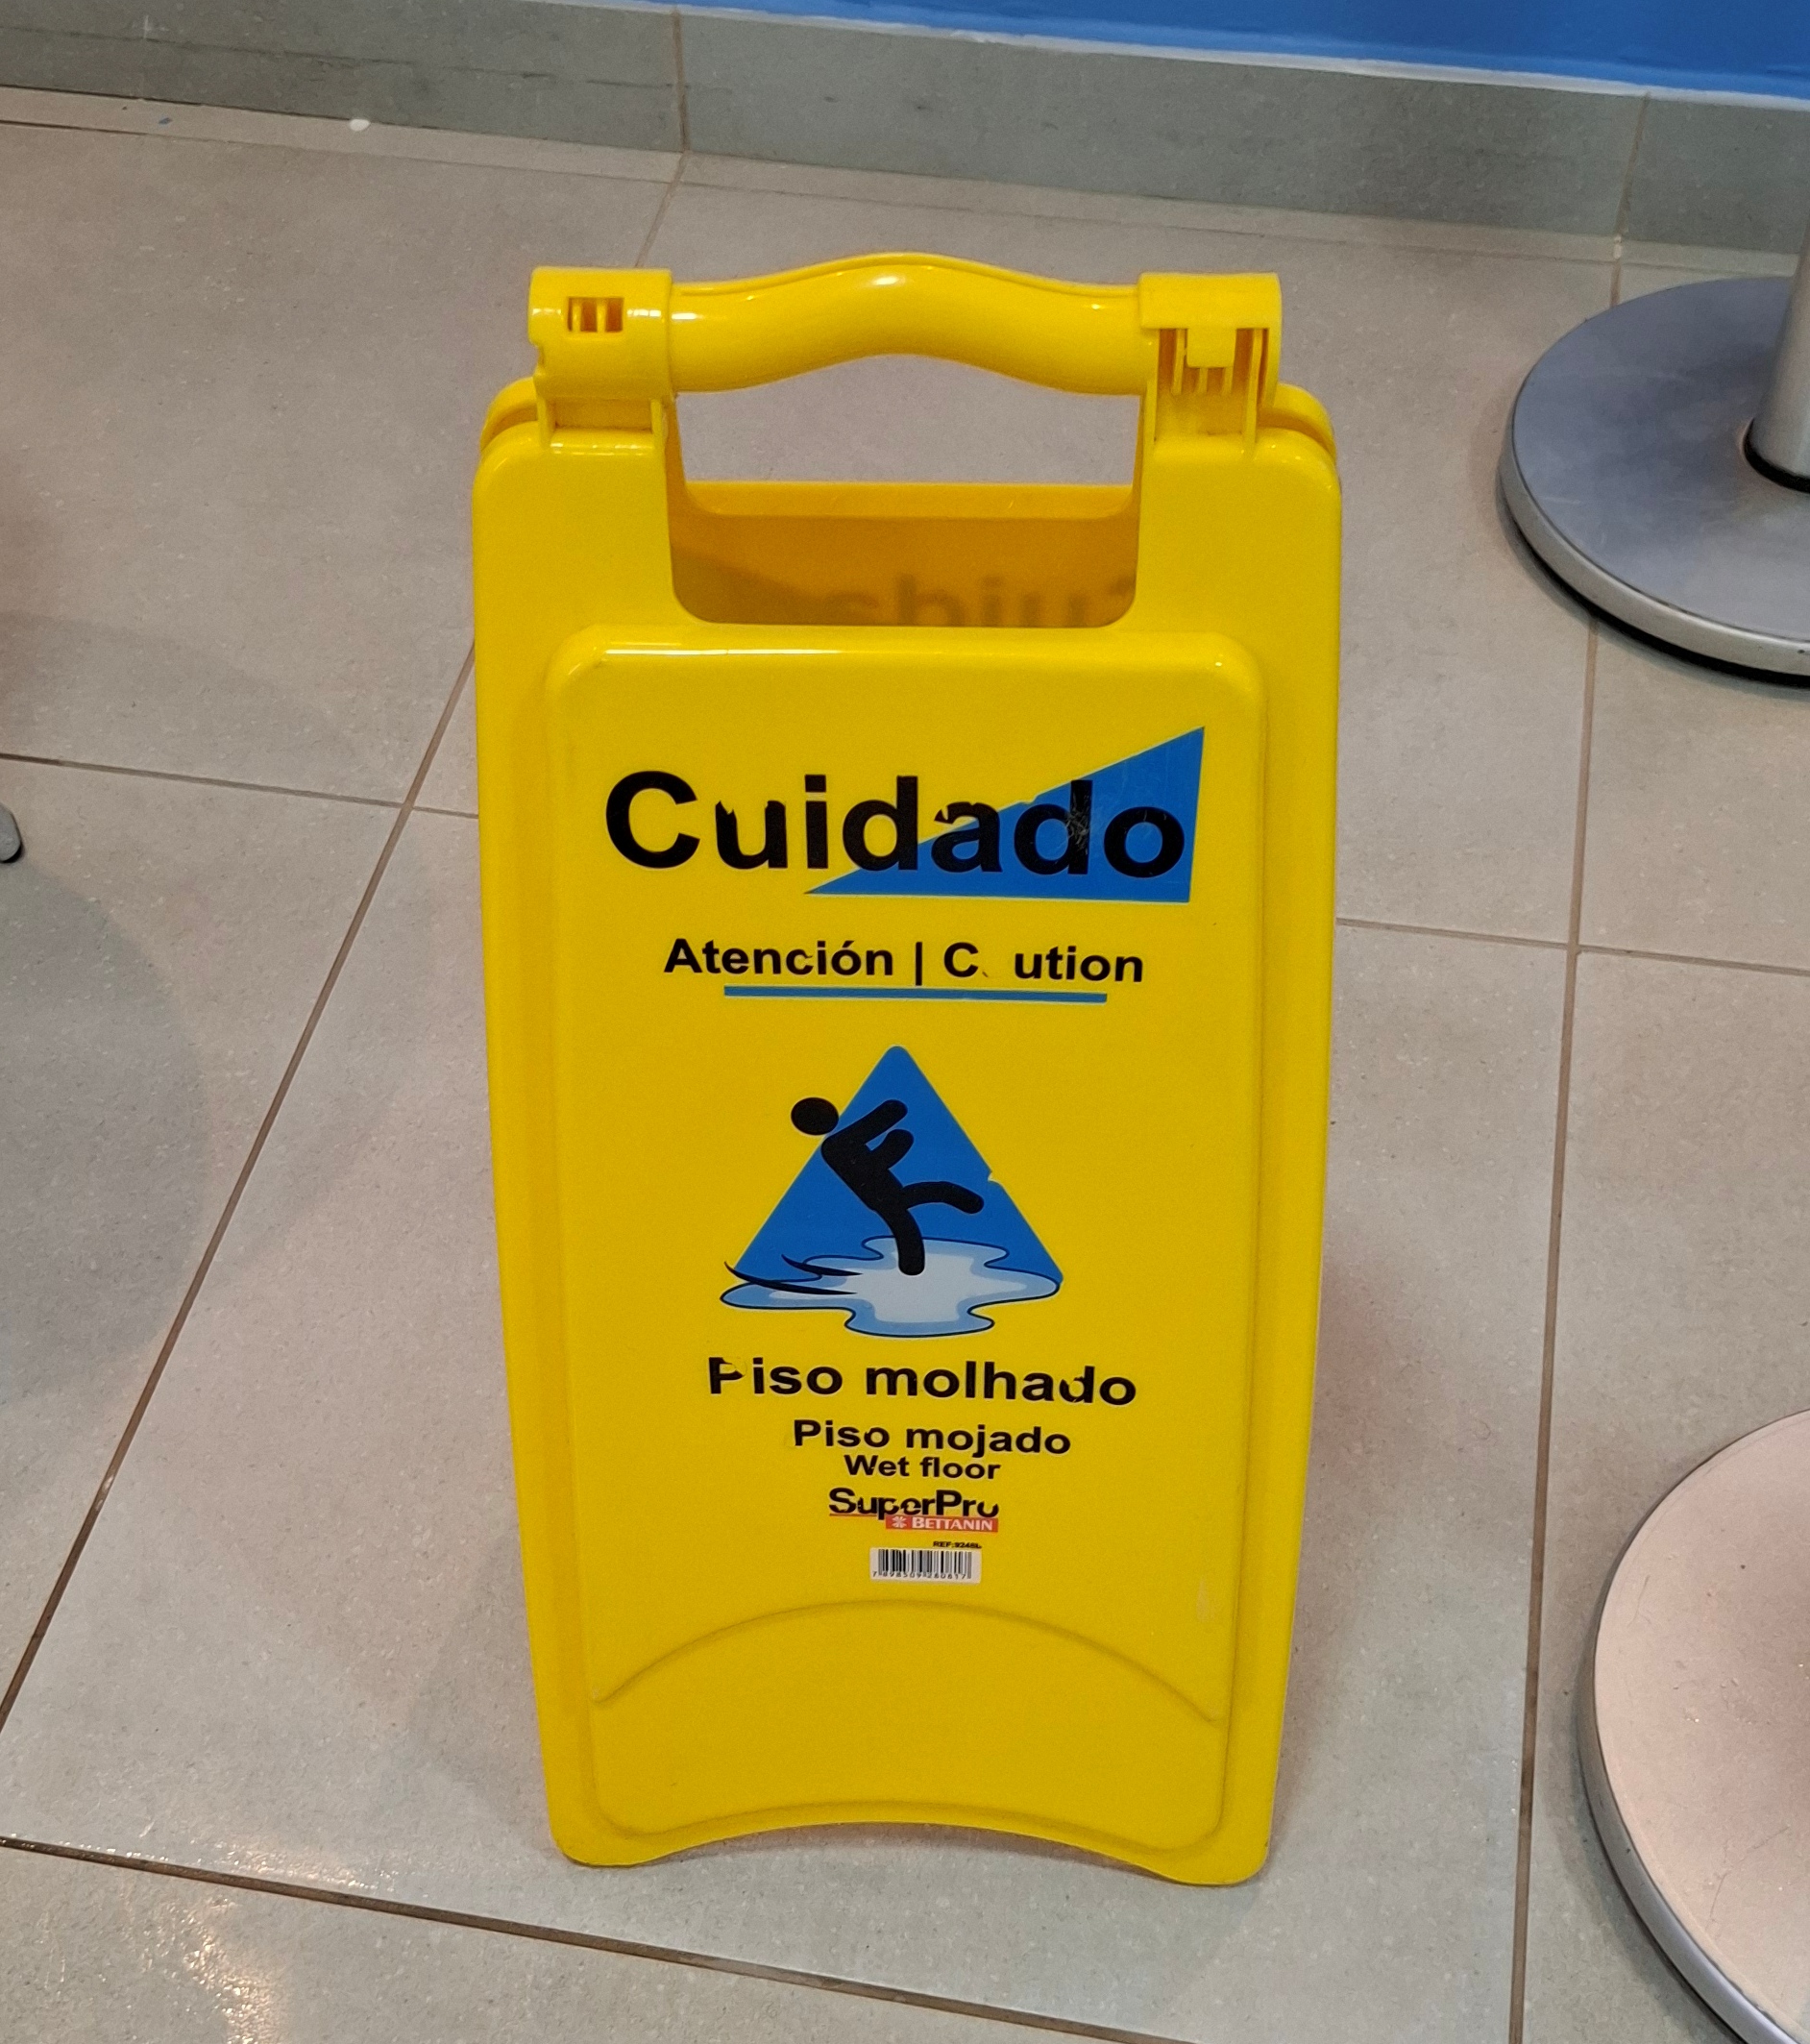 Cuidado
Atención | C ution
Piso molhado
Piso mojado
Wet floor
SuperPro
BETTANIN